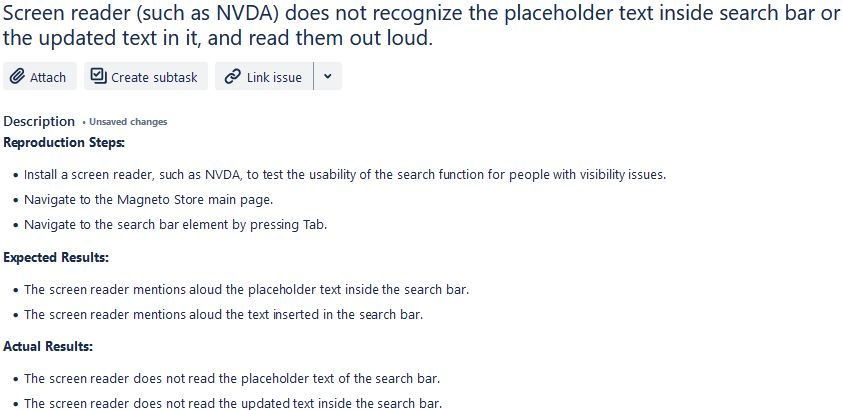 Screen reader (such as NVDA) does not recognize the placeholder text inside search bar or
the updated text in it, and read them out loud.
Attach
Create subtask
Link issue
Description • Unsaved changes
Reproduction Steps:
• Install a screen reader, such as NVDA, to test the usability of the search function for people with visibility issues.
• Navigate to the Magneto Store main page.
• Navigate to the search bar element by pressing Tab.
Expected Results:
• The screen reader mentions aloud the placeholder text inside the search bar.
• The screen reader mentions aloud the text inserted in the search bar.
Actual Results:
• The screen reader does not read the placeholder text of the search bar.
• The screen reader does not read the updated text inside the search bar.